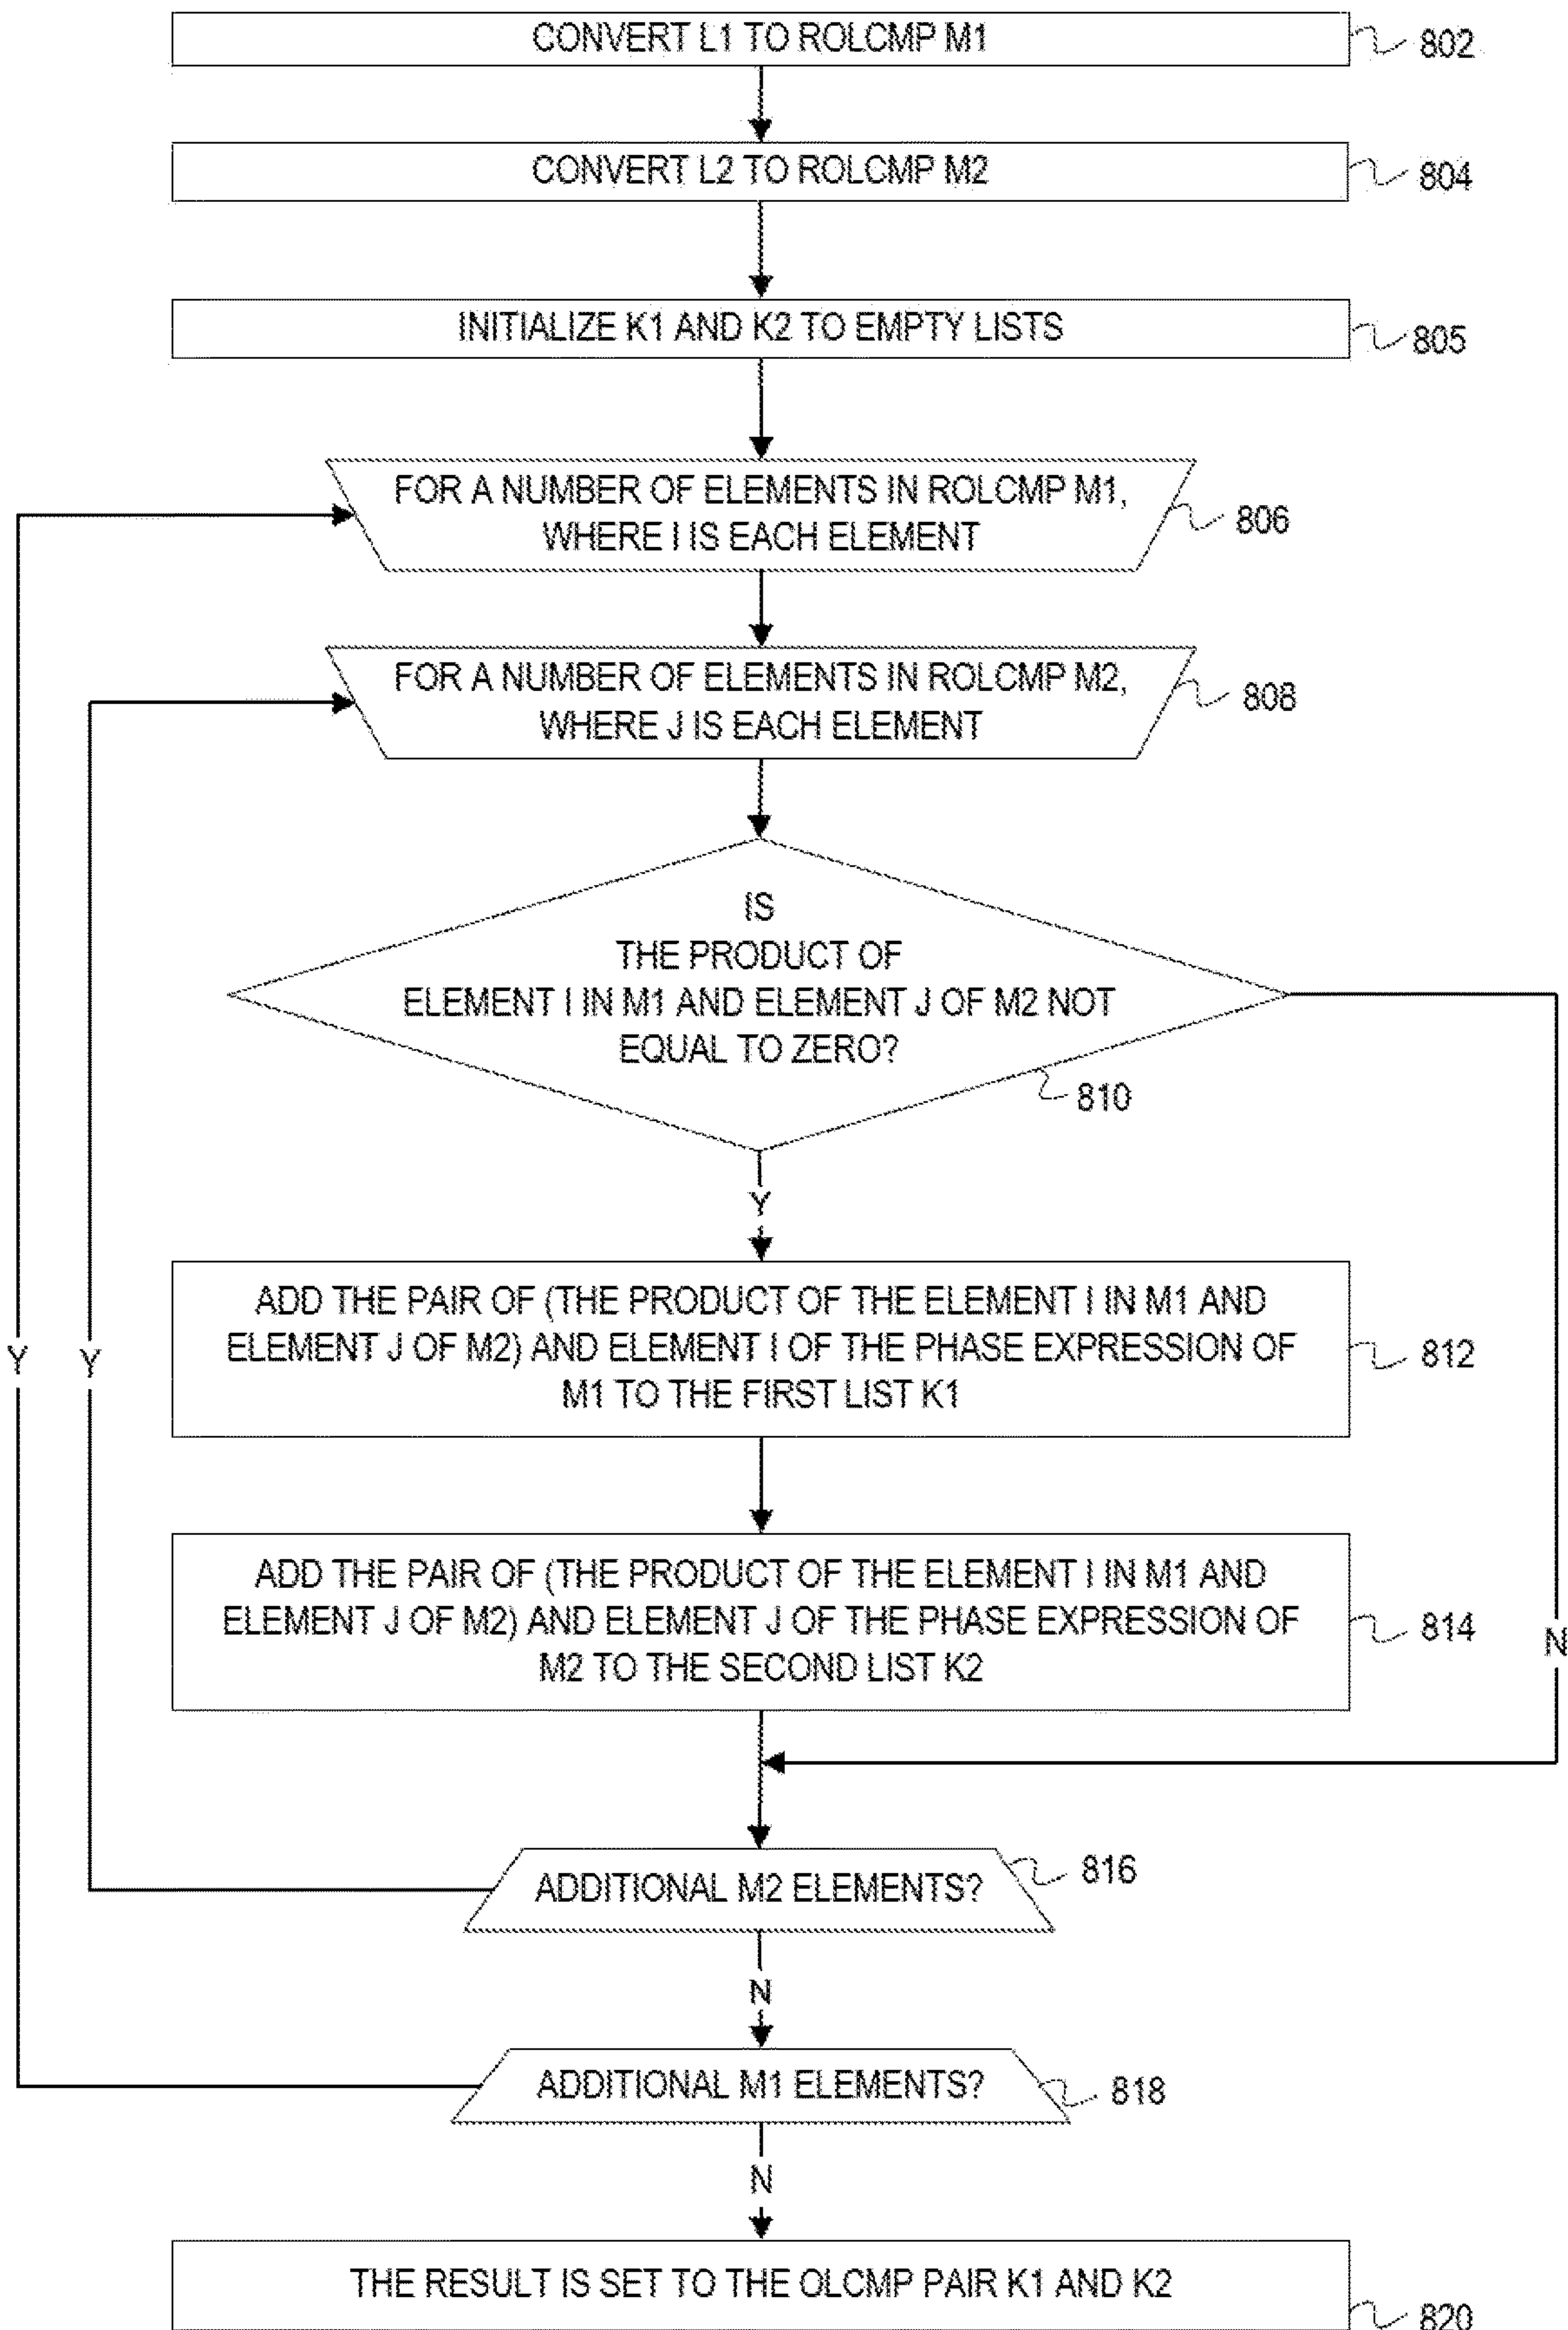 CONVERT L1 TO ROLCMP M1
802
CONVERT L2 TO ROLCMP M2
804
INITIALIZE K1 AND K2 TO EMPTY LISTS
805
FOR A NUMBER OF ELEMENTS IN ROLCMP M1,
WHERE I IS EACH ELEMENT
806
FOR A NUMBER OF ELEMENTS IN ROLCMP M2,
WHERE J IS EACH ELEMENT
808
IS
THE PRODUCT OF
ELEMENT I IN M1 AND ELEMENT J OF M2 NOT
EQUAL TO ZERO?
810
Y
ADD THE PAIR OF (THE PRODUCT OF THE ELEMENT I IN M1 AND
ELEMENT J OF M2) AND ELEMENT I OF THE PHASE EXPRESSION OF
M1 TO THE FIRST LIST K1
812
Y
Y
ADD THE PAIR OF (THE PRODUCT OF THE ELEMENT I IN M1 AND
ELEMENT J OF M2) AND ELEMENT J OF THE PHASE EXPRESSION OF
M2 TO THE SECOND LIST K2
814
N
ADDITIONAL M2 ELEMENTS?
816
N
ADDITIONAL M1 ELEMENTS?
818
N
THE RESULT IS SET TO THE OLCMP PAIR K1 AND K2
820